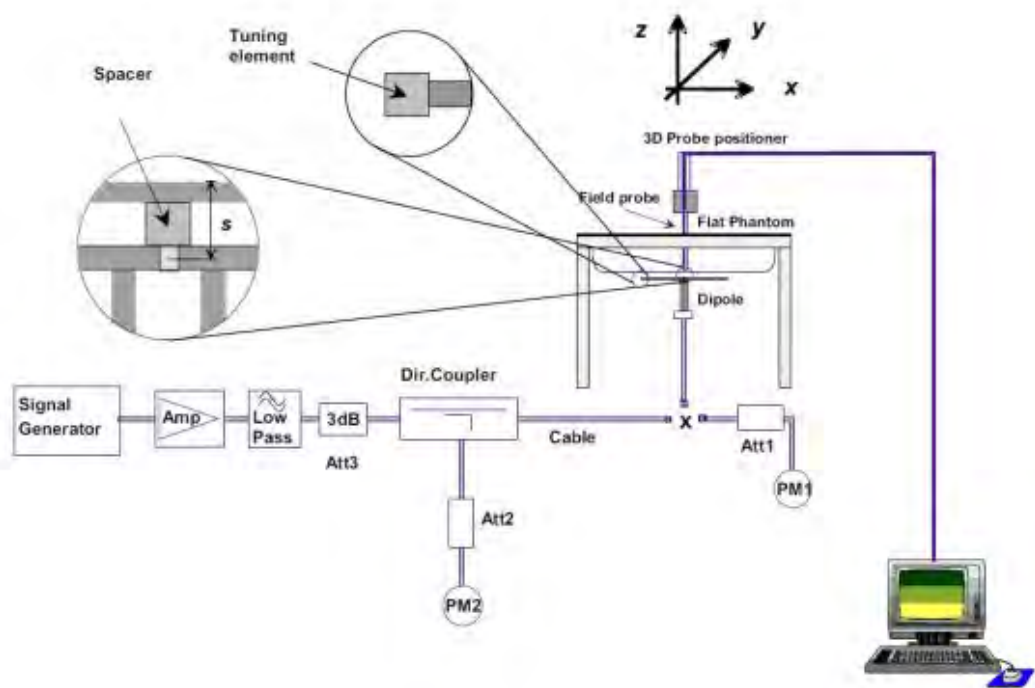 Tuning
element
Spacer
z
y
x
3D Probe positioner
Field probe
Flat Phantom
s
Dipole
Dir.Coupler
Signal
Generator
Amp
Low
Pass
3dB
Att3
Cable
x
Att1
PM1
Att2
PM2